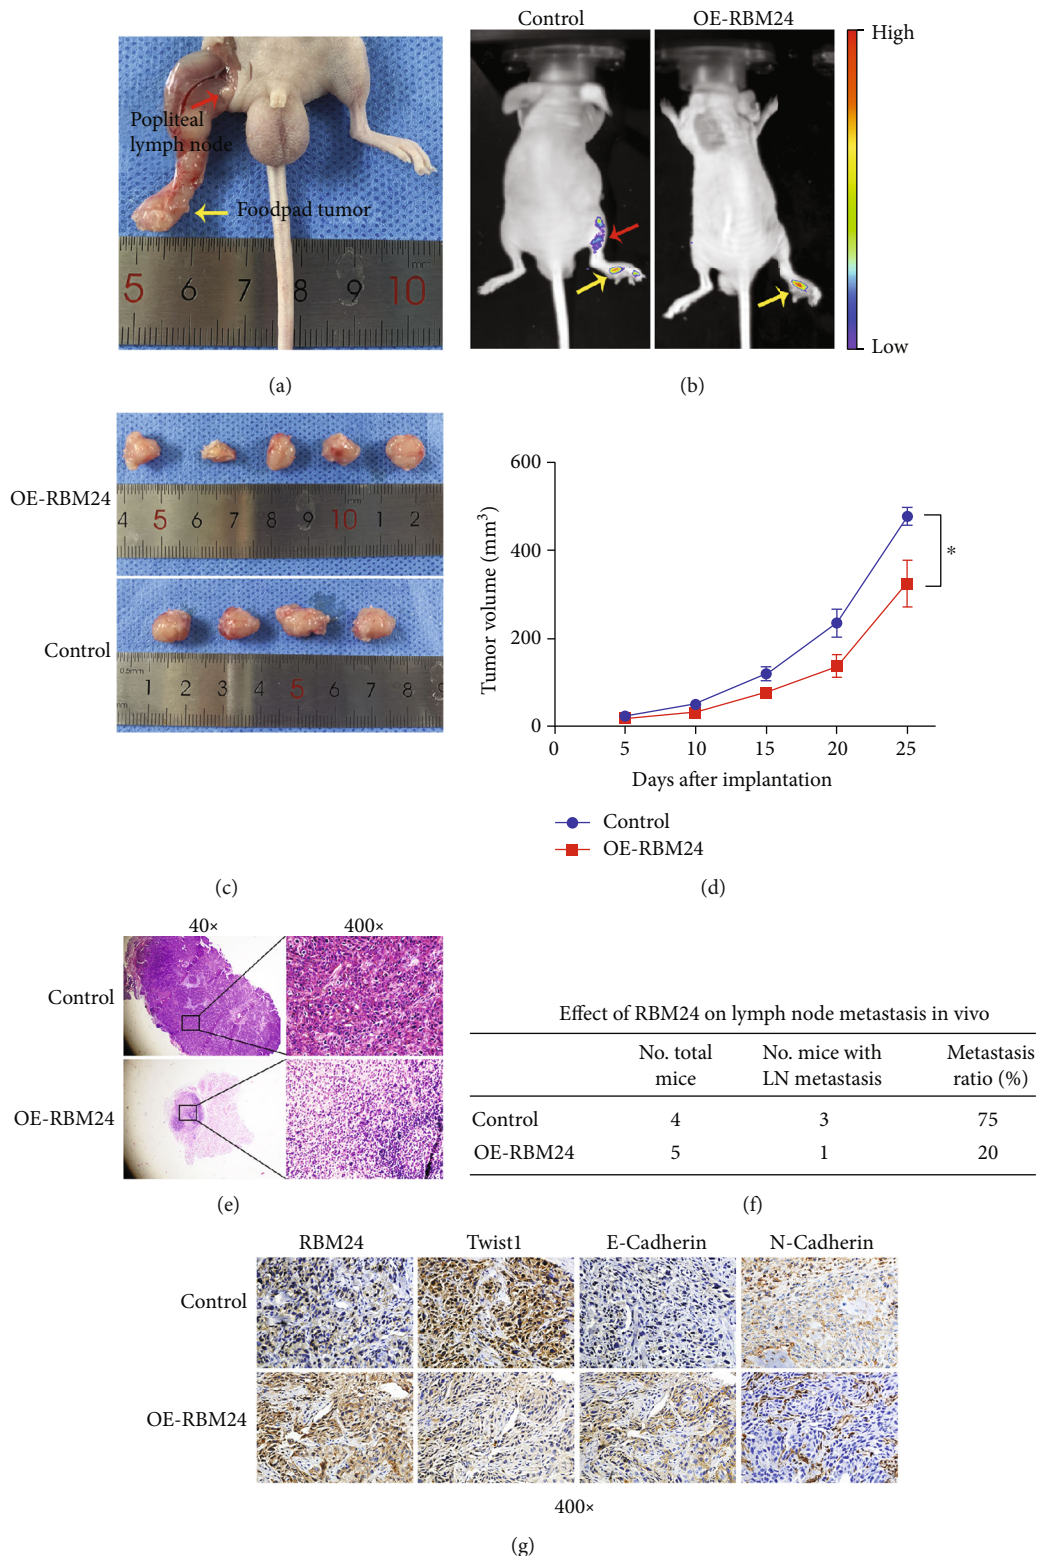 Popliteal
lymph node
Foodpad tumor
mm
5 6 7 8 9 10
(a)
Control OE-RBM24
High
Low
(b)
OE-RBM24
4 5 6 7 8 9 10 1 2
mm
Control
0.5mm
1 2 3 4 5 6 7 8 9
(c)
600
400
200
0
Tumor volume (mm³)
0 5 10 15 20 25
Days after implantation
*
Control
OE-RBM24
(d)
40× 400×
Control
OE-RBM24
(e)
Effect of RBM24 on lymph node metastasis in vivo
No. total mice No. mice with LN metastasis Metastasis ratio (%)
Control 4 3 75
OE-RBM24 5 1 20
(f)
RBM24 Twist1 E-Cadherin N-Cadherin
Control
OE-RBM24
400×
(g)